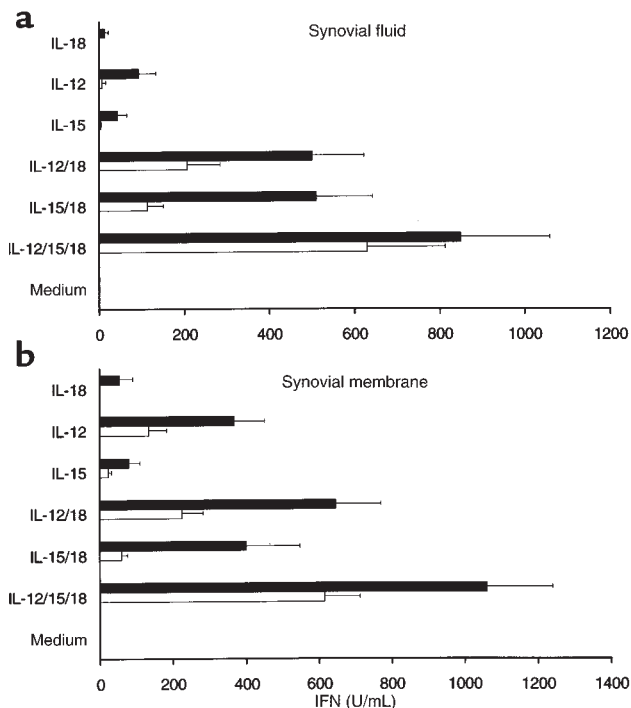 a
Synovial fluid
IL-18
IL-12
IL-15
IL-12/18
IL-15/18
IL-12/15/18
Medium
0 200 400 600 800 1000 1200
b
Synovial membrane
IL-18
IL-12
IL-15
IL-12/18
IL-15/18
IL-12/15/18
Medium
0 200 400 600 800 1000 1200 1400
IFN (U/mL)